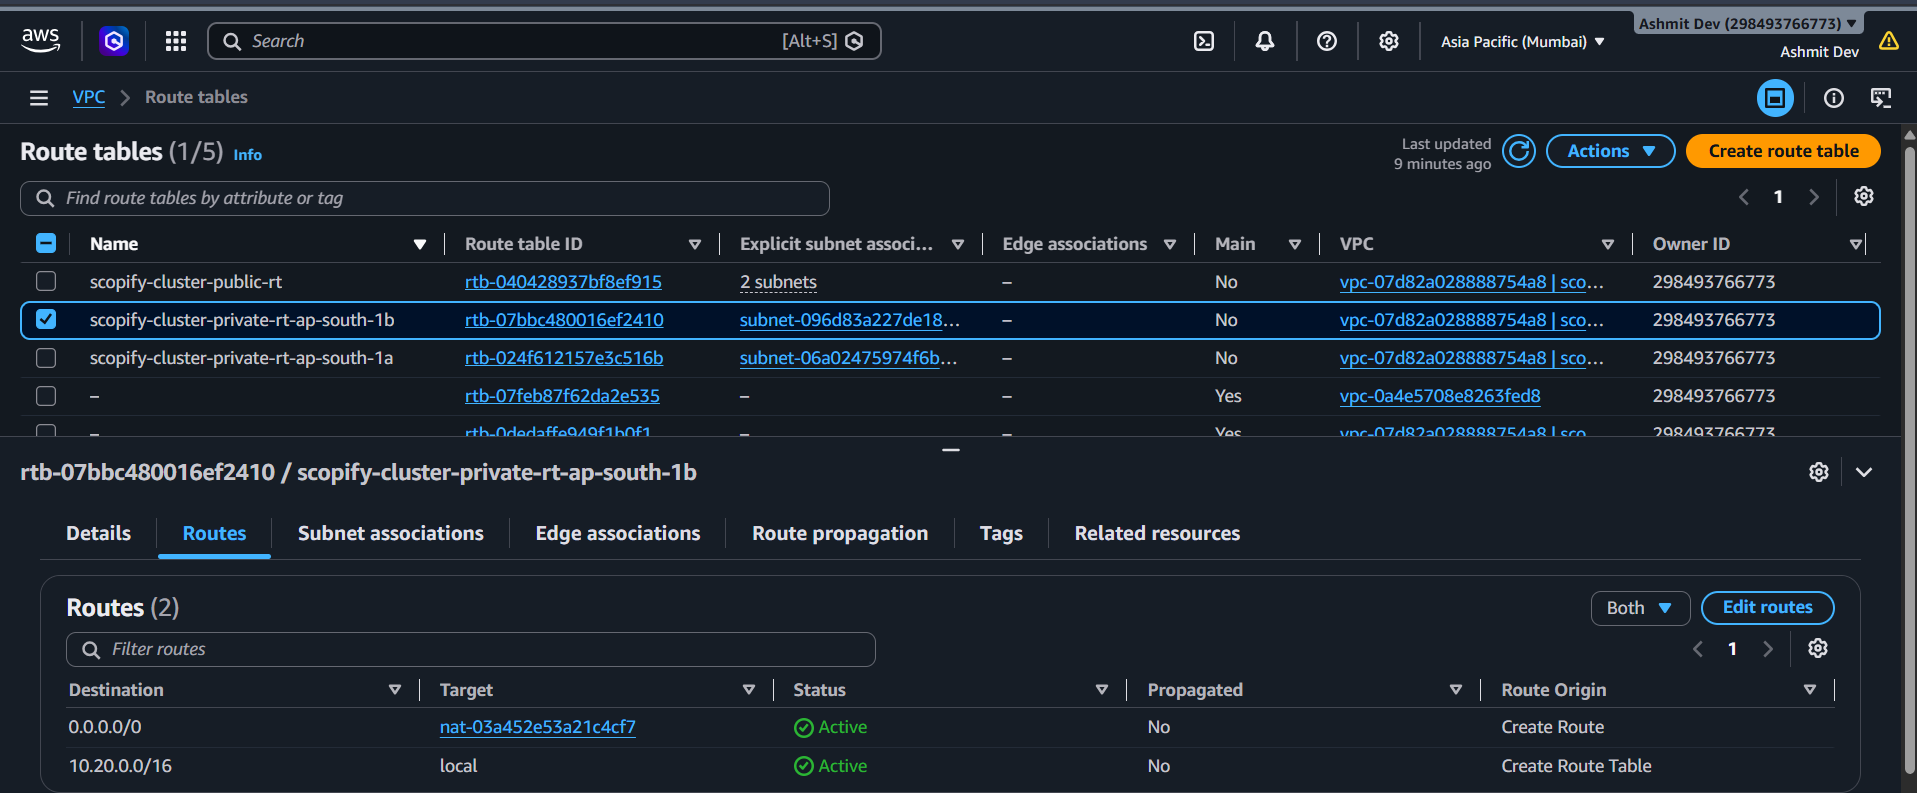 aws
Search [Alt+S]
Asia Pacific (Mumbai)
Ashmit Dev (298493766773)
Ashmit Dev
VPC
Route tables
Route tables (1/5) Info
Last updated
9 minutes ago
Actions
Create route table
Find route tables by attribute or tag
1
Name Route table ID Explicit subnet associ... Edge associations Main VPC Owner ID
scopify-cluster-public-rt rtb-040428937bf8ef915 2 subnets – No vpc-07d82a028888754a8 | sco... 298493766773
scopify-cluster-private-rt-ap-south-1b rtb-07bbc480016ef2410 subnet-096d83a227de18... – No vpc-07d82a028888754a8 | sco... 298493766773
scopify-cluster-private-rt-ap-south-1a rtb-024f612157e3c516b subnet-06a02475974f6b... – No vpc-07d82a028888754a8 | sco... 298493766773
– rtb-07feb87f62da2e535 – – Yes vpc-0a4e5708e8263fed8 298493766773
– rtb-0dedaffe949f1b0f1 – – Yes vpc-07d82a028888754a8 | sco... 298493766773
rtb-07bbc480016ef2410 / scopify-cluster-private-rt-ap-south-1b
Details Routes Subnet associations Edge associations Route propagation Tags Related resources
Routes (2)
Both
Edit routes
Filter routes
1
Destination Target Status Propagated Route Origin
0.0.0.0/0 nat-03a452e53a21c4cf7 Active No Create Route
10.20.0.0/16 local Active No Create Route Table